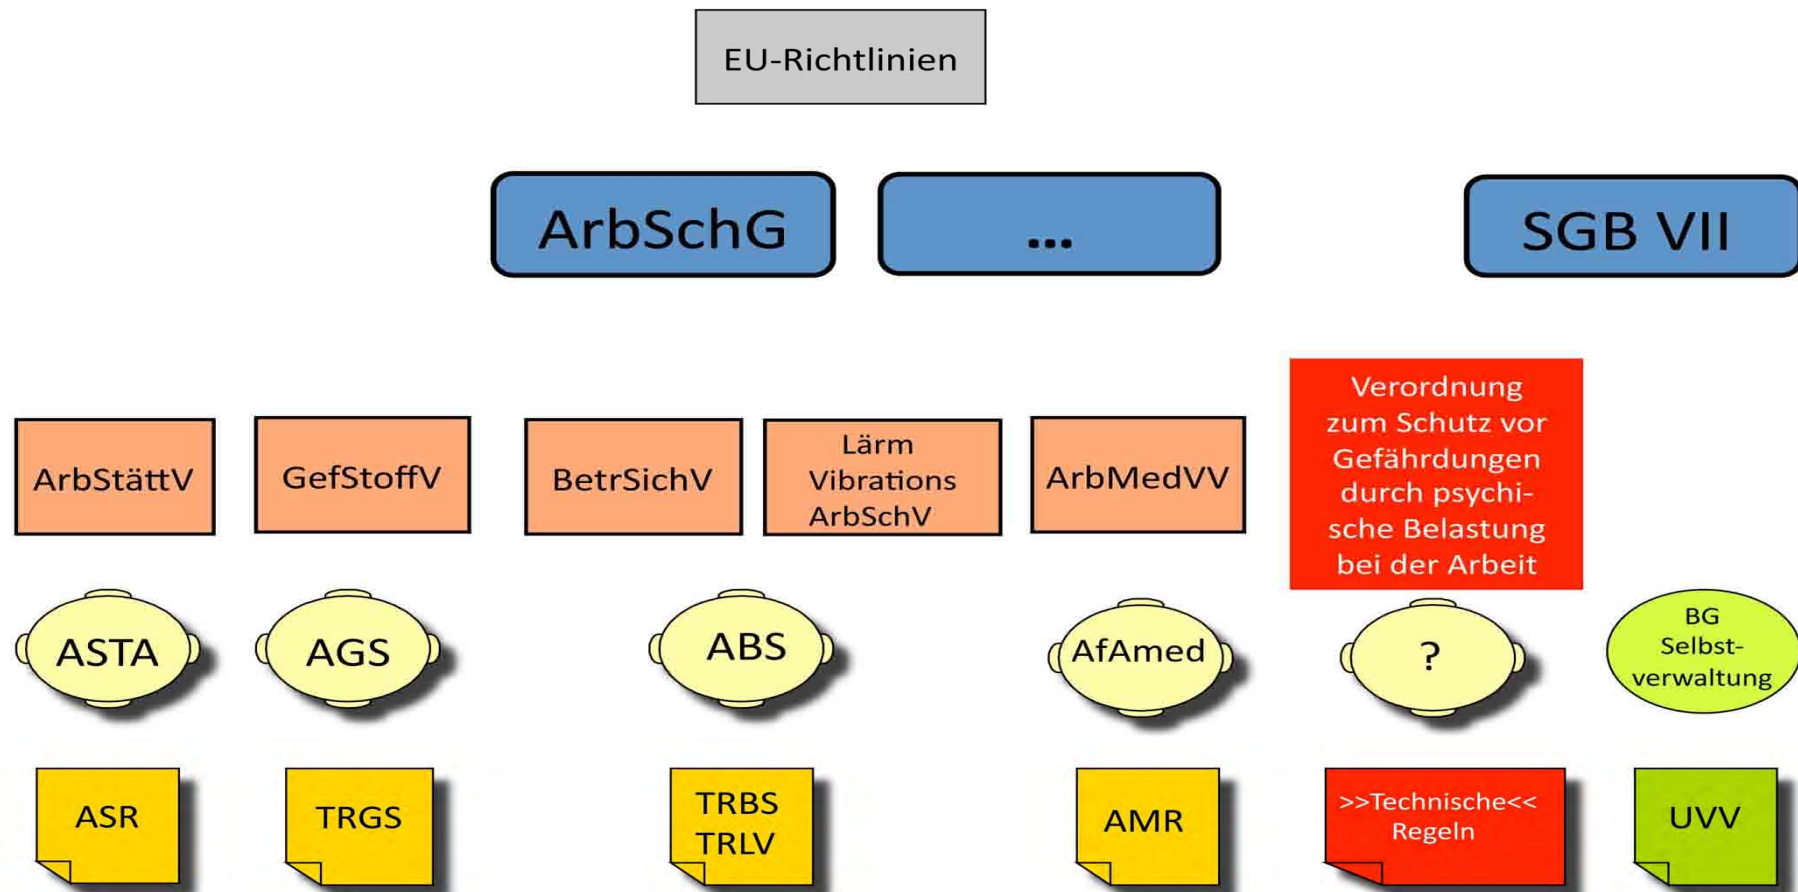 EU-Richtlinien
ArbSchG
...
SGB VII
ArbStättV
GefStoffV
BetrSichV
Lärm
Vibrations
ArbSchV
ArbMedVV
Verordnung
zum Schutz vor
Gefährdungen
durch psychi-
sche Belastung
bei der Arbeit
ASTA
AGS
ABS
AfAmed
?
BG
Selbst-
verwaltung
ASR
TRGS
TRBS
TRLV
AMR
>>Technische<<
Regeln
UVV